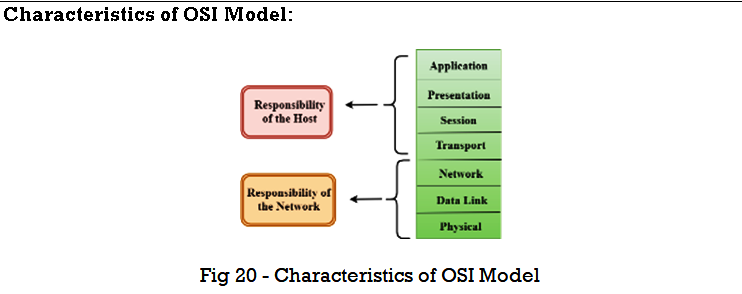 Characteristics of OSI Model:
Application
Presentation
Session
Transport
Network
Data Link
Physical
Responsibility
of the Host
Responsibility of
the Network
Fig 20 - Characteristics of OSI Model